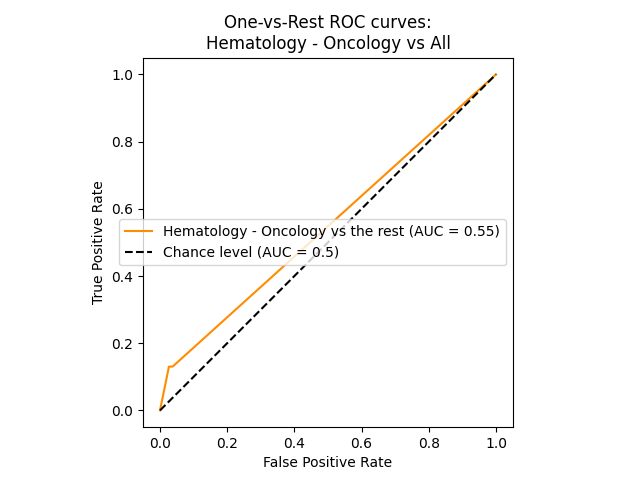 One-vs-Rest ROC curves:
Hematology - Oncology vs All
1.0
0.8
0.6
0.4
0.2
0.0
True Positive Rate
Hematology - Oncology vs the rest (AUC = 0.55)
Chance level (AUC = 0.5)
0.0 0.2 0.4 0.6 0.8 1.0
False Positive Rate